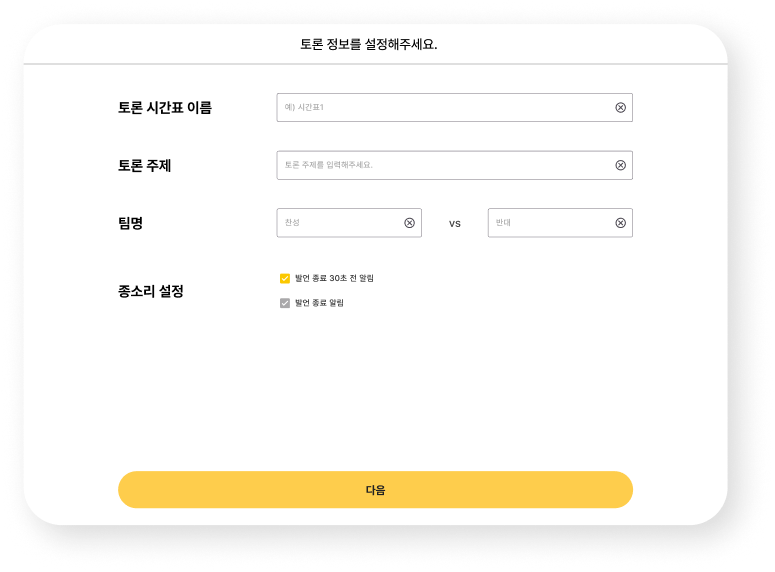 토론 정보를 설정해주세요.
토론 시간표 이름
예) 시간표1
토론 주제
토론 주제를 입력해주세요.
팀명
찬성
vs
반대
종소리 설정
발언 종료 30초 전 알림
발언 종료 알림
다음